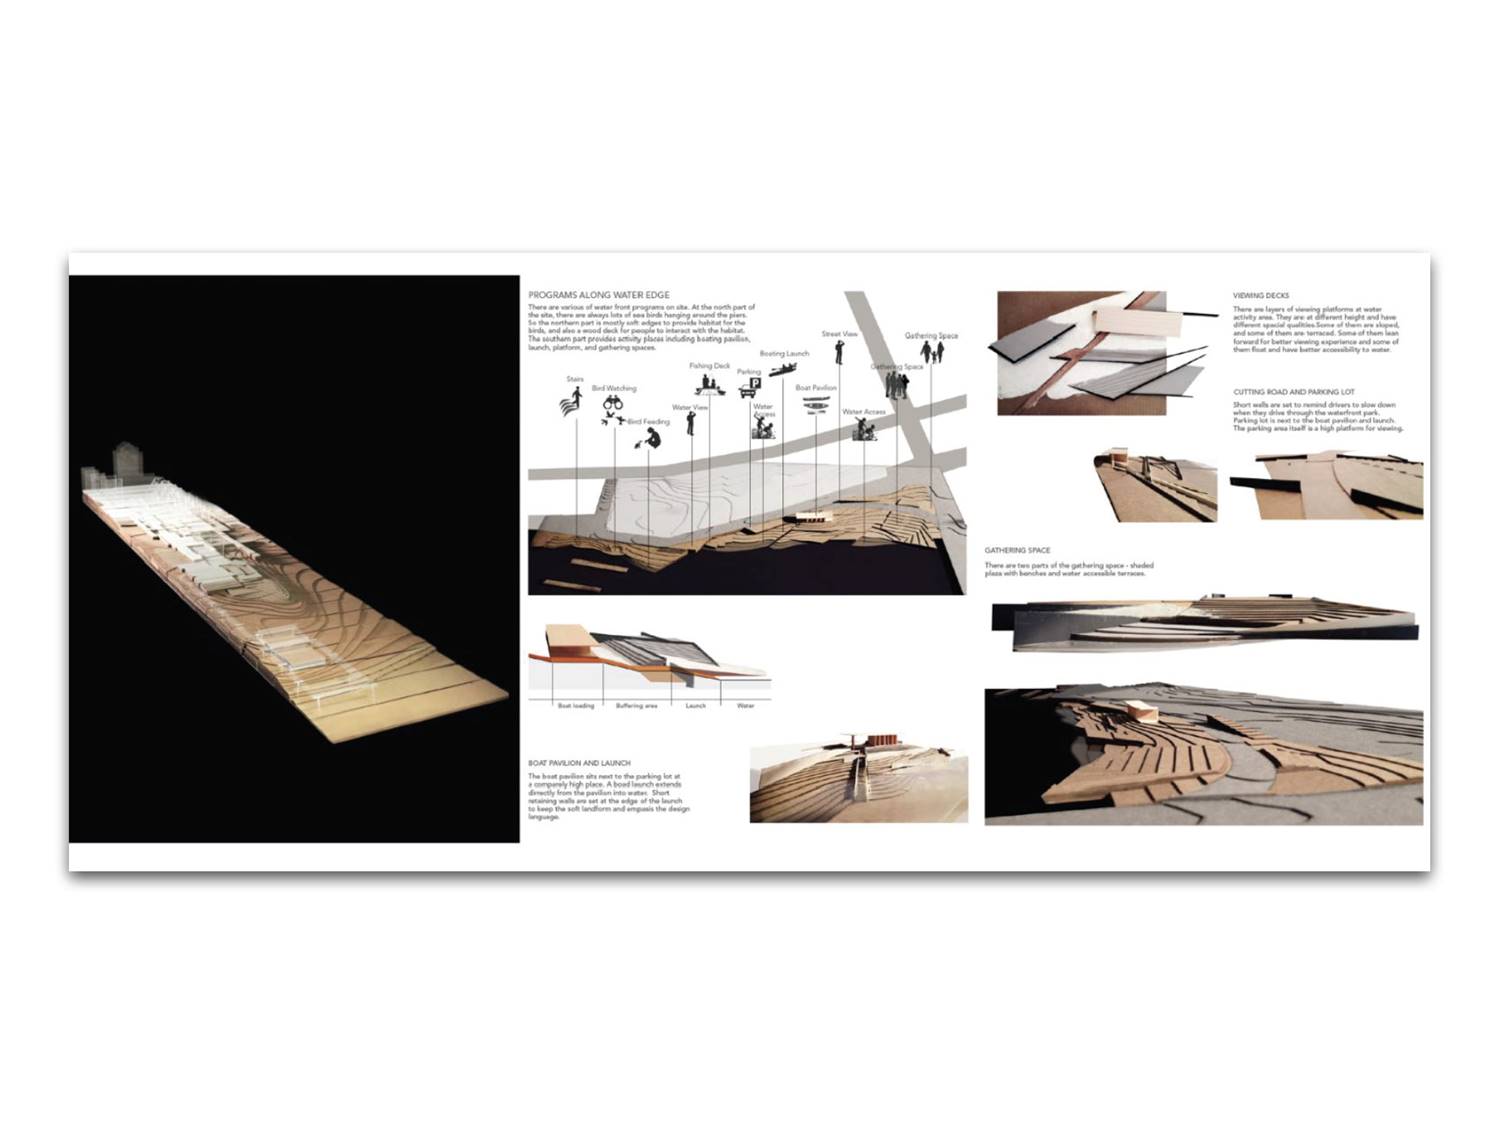 PROGRAMS ALONG WATER EDGE
There are various of water front programs on site. At the north part of
the site, there are always lots of sea birds hanging around the piers.
So the northern part is mostly soft edges to provide habitat for the
birds, and also a wood deck for people to interact with the habitat.
The southern part provides activity places including boating pavilion,
launch, platform, and gathering spaces.
Stairs
Bird Watching
Bird Feeding
Water View
Fishing Deck
Parking
Water
Access
Boating Launch
Boat Pavilion
Street View
Water Access
Gathering Space
Gathering Space
Boat loading
Buffering area
Launch
Water
BOAT PAVILION AND LAUNCH
The boat pavilion sits next to the parking lot at
a comparely high place. A boad launch extends
directly from the pavilion into water. Short
retaining walls are set at the edge of the launch
to keep the soft landform and empasis the design
language.
VIEWING DECKS
There are layers of viewing platforms at water
activity area. They are at different height and have
different spacial qualities.Some of them are sloped,
and some of them are terraced. Some of them lean
forward for better viewing experience and some of
them float and have better accessibility to water.
CUTTING ROAD AND PARKING LOT
Short walls are set to remind drivers to slow down
when they drive through the waterfront park.
Parking lot is next to the boat pavilion and launch.
The parking area itself is a high platform for viewing.
GATHERING SPACE
There are two parts of the gathering space - shaded
plaza with benches and water accessible terraces.